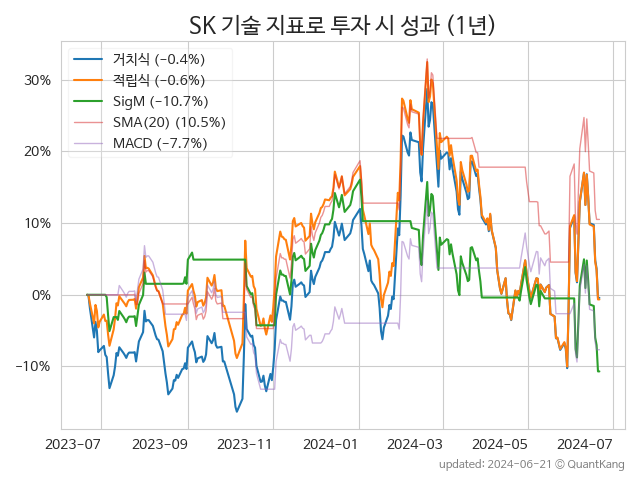 SK 기술 지표로 투자 시 성과 (1년)
거치식 (−0.4%)
적립식 (−0.6%)
SigM (−10.7%)
SMA(20) (10.5%)
MACD (−7.7%)
30%
20%
10%
0%
−10%
2023-07 2023-09 2023-11 2024-01 2024-03 2024-05 2024-07
updated: 2024-06-21 © QuantKang